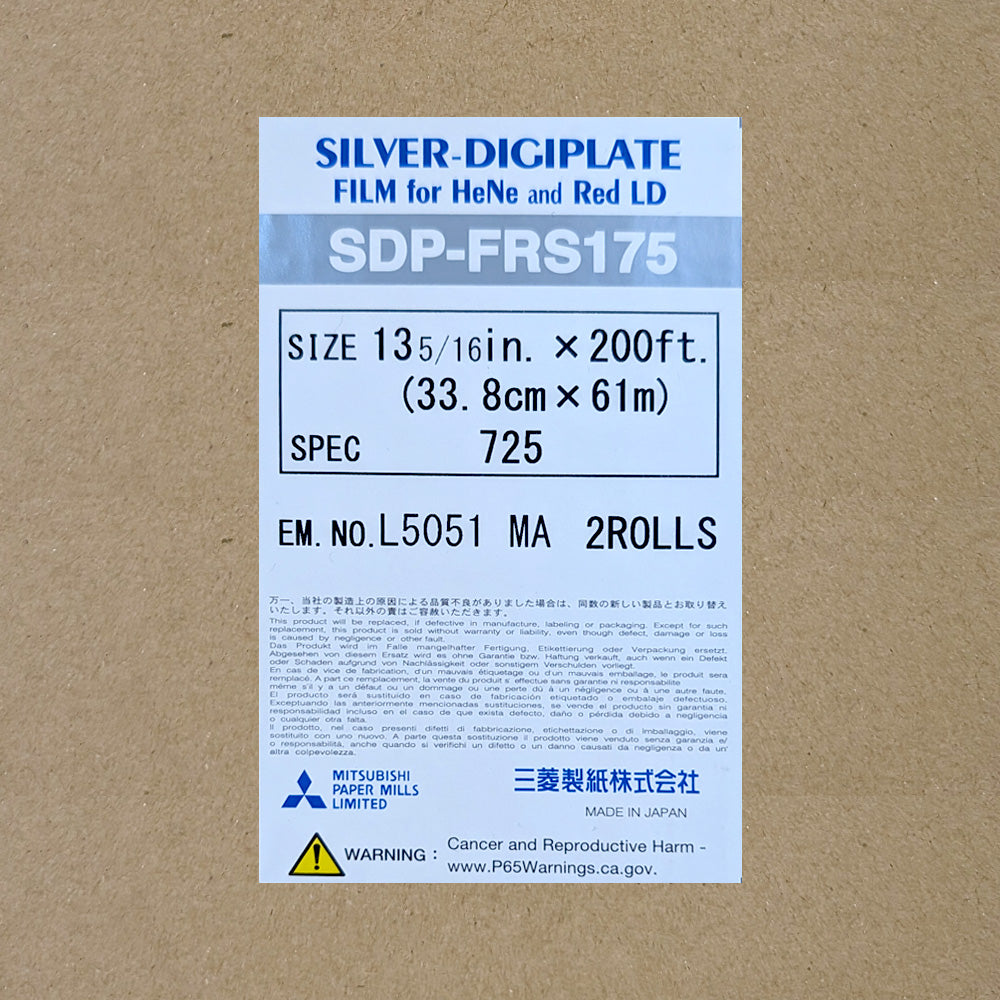 SILVER-DIGIPLATE
FILM for HeNe and Red LD
SDP-FRS175
SIZE 13 5/16in. × 200ft.
(33.8cm × 61m)
SPEC 725
EM. NO. L5051 MA 2ROLLS
万一、当社の製造上の原因による品質不良がありました場合は、同数の新しい製品とお取り替え
いたします。それ以外の責はご容赦いただきます。
This product will be replaced, if defective in manufacture, labeling or packaging. Except for such
replacement, this product is sold without warranty or liability, even though defect, damage or loss
is caused by negligence or other fault.
Das Produkt wird im Falle mangelhafter Fertigung, Etikettierung oder Verpackung ersetzt.
Abgesehen von diesem Ersatz wird es ohne Garantie bzw. Haftung verkauft, auch wenn ein Defekt
oder Schaden aufgrund von Nachlässigkeit oder sonstigem Verschulden vorliegt.
En cas de vice de fabrication, d'un mauvais étiquetage ou d'un mauvais emballage, le produit sera
remplacé. A part ce remplacement, la vente du produit s' effectue sans garantie ni responsabilité
même s'il y a un défaut ou un dommage ou une perte dû à un négligence ou à une autre faute.
El producto será sustituido en caso de fabricación etiquetado o embalaje defectuoso.
Exceptuando las anteriormente mencionadas sustituciones, se vende el producto sin garantía ni
responsabilidad incluso en el caso de que exista defecto, daño o pérdida debido a negligencia
o cualquier otra falta.
Il prodotto, nel caso presenti difetti di fabbricazione, etichettazione o di imballaggio, viene
sostituito con uno nuovo. A parte questa sostituzione il prodotto viene venduto senza garanzia e/
o responsabilità, anche quando si verifichi un difetto o un danno causati da negligenza o da un'
altra colpevolezza.
MITSUBISHI
PAPER MILLS
LIMITED
三菱製紙株式会社
MADE IN JAPAN
WARNING : Cancer and Reproductive Harm -
www.P65Warnings.ca.gov.